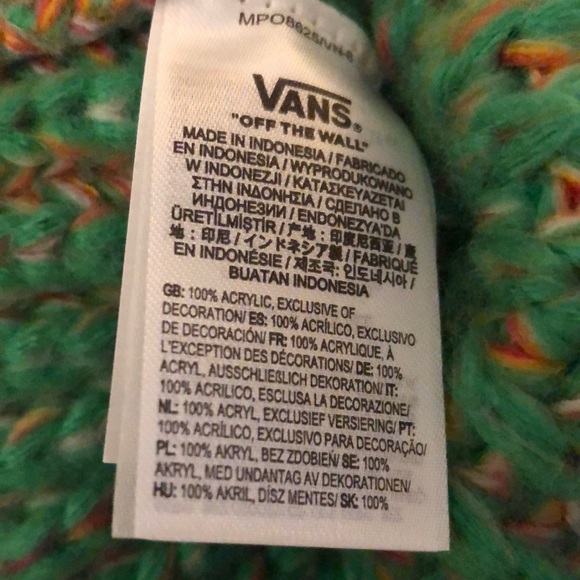 VANS®
"OFF THE WALL"
MADE IN INDONESIA / FABRICADO
EN INDONESIA / WYPRODUKOWANO
W INDONEZJI / ΚΑΤΑΣΚΕΥΑΖΕΤΑΙ
ΣΤΗΝ ΙΝΔΟΝΗΣΙΑ / СДЕЛАНО В
ИНДОНЕЗИИ / ENDONEZYA'DA
ÜRETİLMİŞTİR / 产地：印度尼西亚 / 產
地：印尼 / インドネシア製 / FABRIQUÉ
EN INDONÉSIE / 제조국: 인도네시아 /
BUATAN INDONESIA
GB: 100% ACRYLIC, EXCLUSIVE OF
DECORATION/ ES: 100% ACRÍLICO, EXCLUSIVO
DE DECORACIÓN/ FR: 100% ACRYLIQUE, À
L'EXCEPTION DES DÉCORATIONS/ DE: 100%
ACRYL, AUSSCHLIEßLICH DEKORATION/ IT:
100% ACRILICO, ESCLUSA LA DECORAZIONE/
NL: 100% ACRYL, EXCLUSIEF VERSIERING/ PT:
100% ACRÍLICO, EXCLUSIVO PARA DECORAÇÃO/
PL: 100% AKRYL, BEZ ZDOBIEŃ/ SE: 100%
AKRYL, MED UNDANTAG AV DEKORATIONEN/
HU: 100% AKRIL, DÍSZ MENTES/ SK: 100%